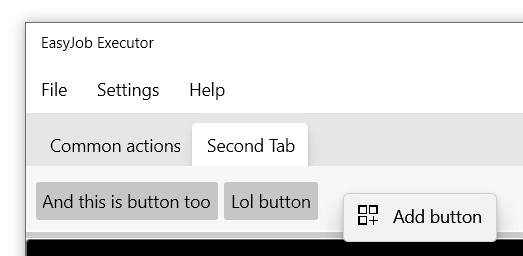 EasyJob Executor
File Settings Help
Common actions Second Tab
And this is button too Lol button
Add button